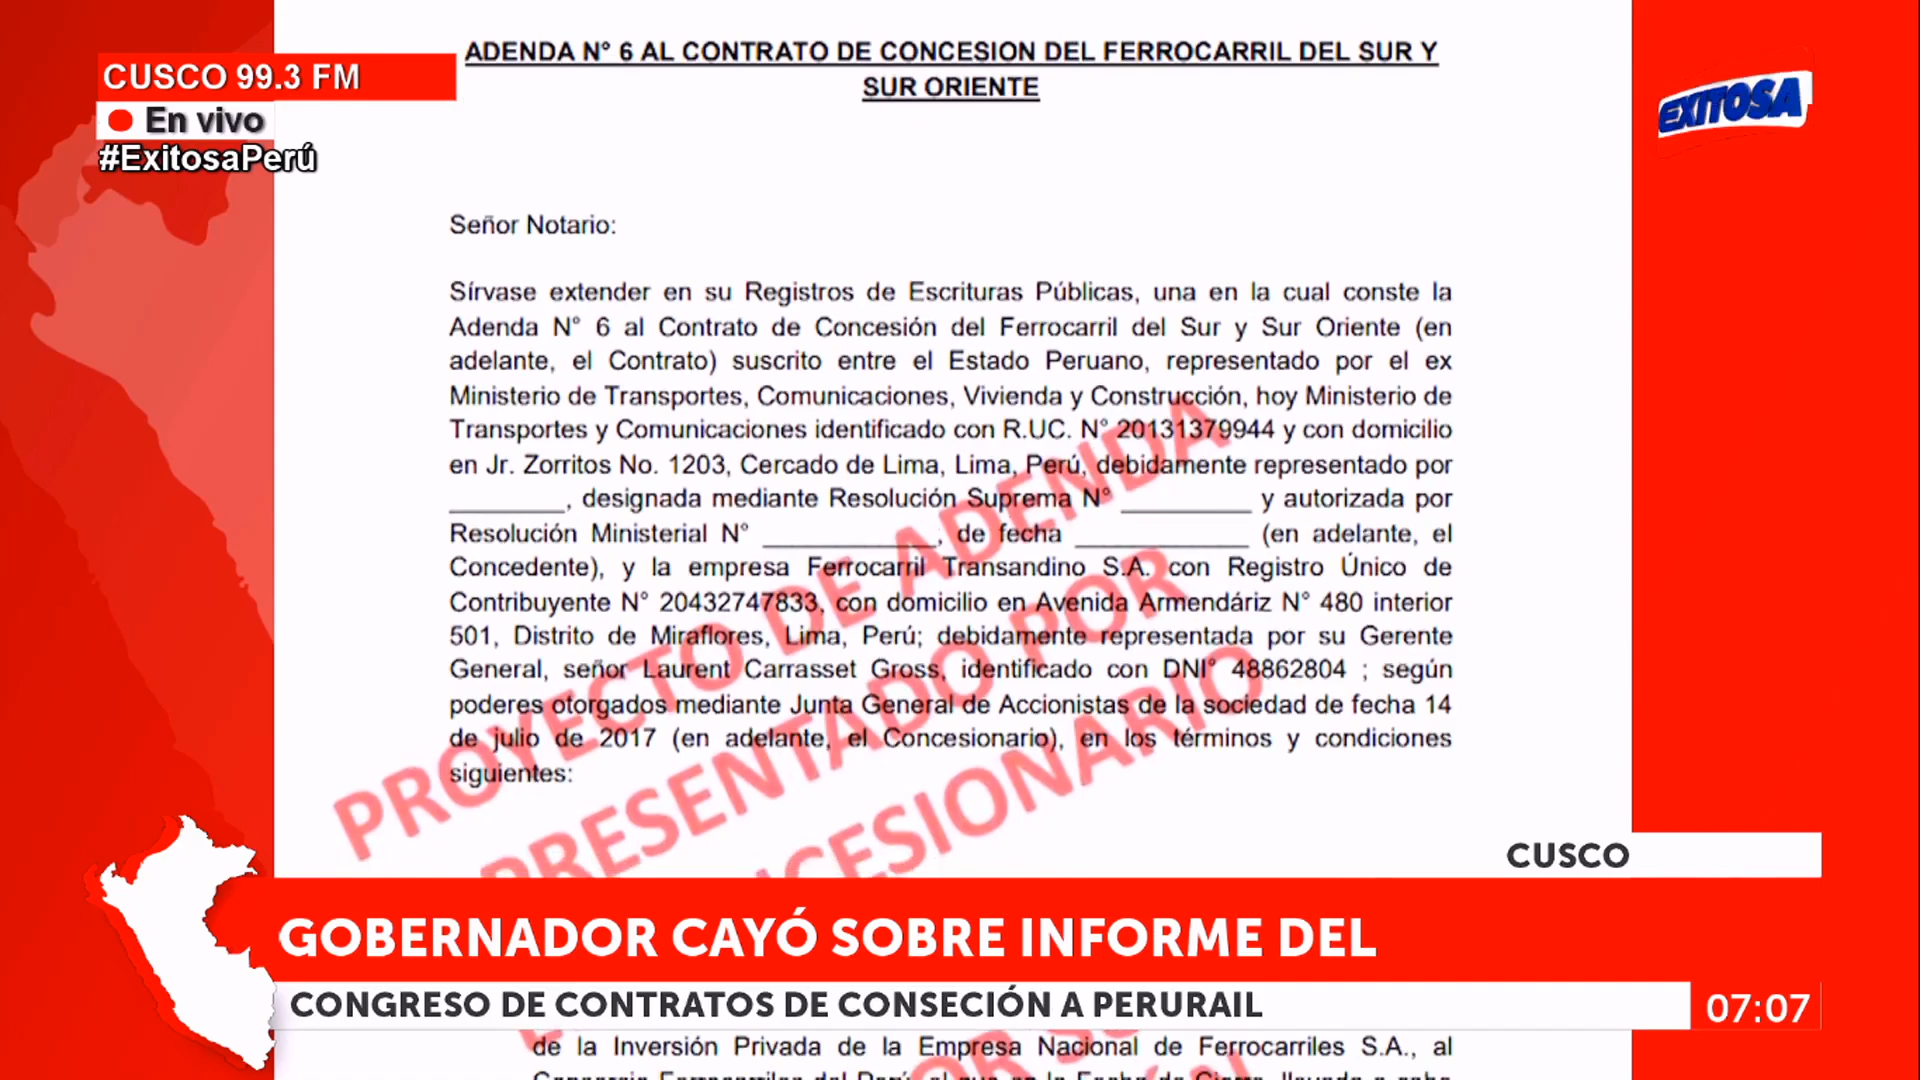 ADENDA N° 6 AL CONTRATO DE CONCESION DEL FERROCARRIL DEL SUR Y
SUR ORIENTE
CUSCO 99.3 FM
En vivo
#ExitosaPerú
EXITOSA
Señor Notario:
Sírvase extender en su Registros de Escrituras Públicas, una en la cual conste la
Adenda N° 6 al Contrato de Concesión del Ferrocarril del Sur y Sur Oriente (en
adelante, el Contrato) suscrito entre el Estado Peruano, representado por el ex
Ministerio de Transportes, Comunicaciones, Vivienda y Construcción, hoy Ministerio de
Transportes y Comunicaciones identificado con R.UC. N° 20131379944 y con domicilio
en Jr. Zorritos No. 1203, Cercado de Lima, Lima, Perú, debidamente representado por
________, designada mediante Resolución Suprema N° _________ y autorizada por
Resolución Ministerial N° ____________, de fecha ____________ (en adelante, el
Concedente), y la empresa Ferrocarril Transandino S.A. con Registro Único de
Contribuyente N° 20432747833, con domicilio en Avenida Armendáriz N° 480 interior
501, Distrito de Miraflores, Lima, Perú; debidamente representada por su Gerente
General, señor Laurent Carrasset Gross, identificado con DNI° 48862804 ; según
poderes otorgados mediante Junta General de Accionistas de la sociedad de fecha 14
de julio de 2017 (en adelante, el Concesionario), en los términos y condiciones
siguientes:
PROYECTO DE ADENDA
PRESENTADO POR
CESIONARIO
CUSCO
GOBERNADOR CAYÓ SOBRE INFORME DEL
CONGRESO DE CONTRATOS DE CONSECIÓN A PERURAIL
07:07
de la Inversión Privada de la Empresa Nacional de Ferrocarriles S.A., al